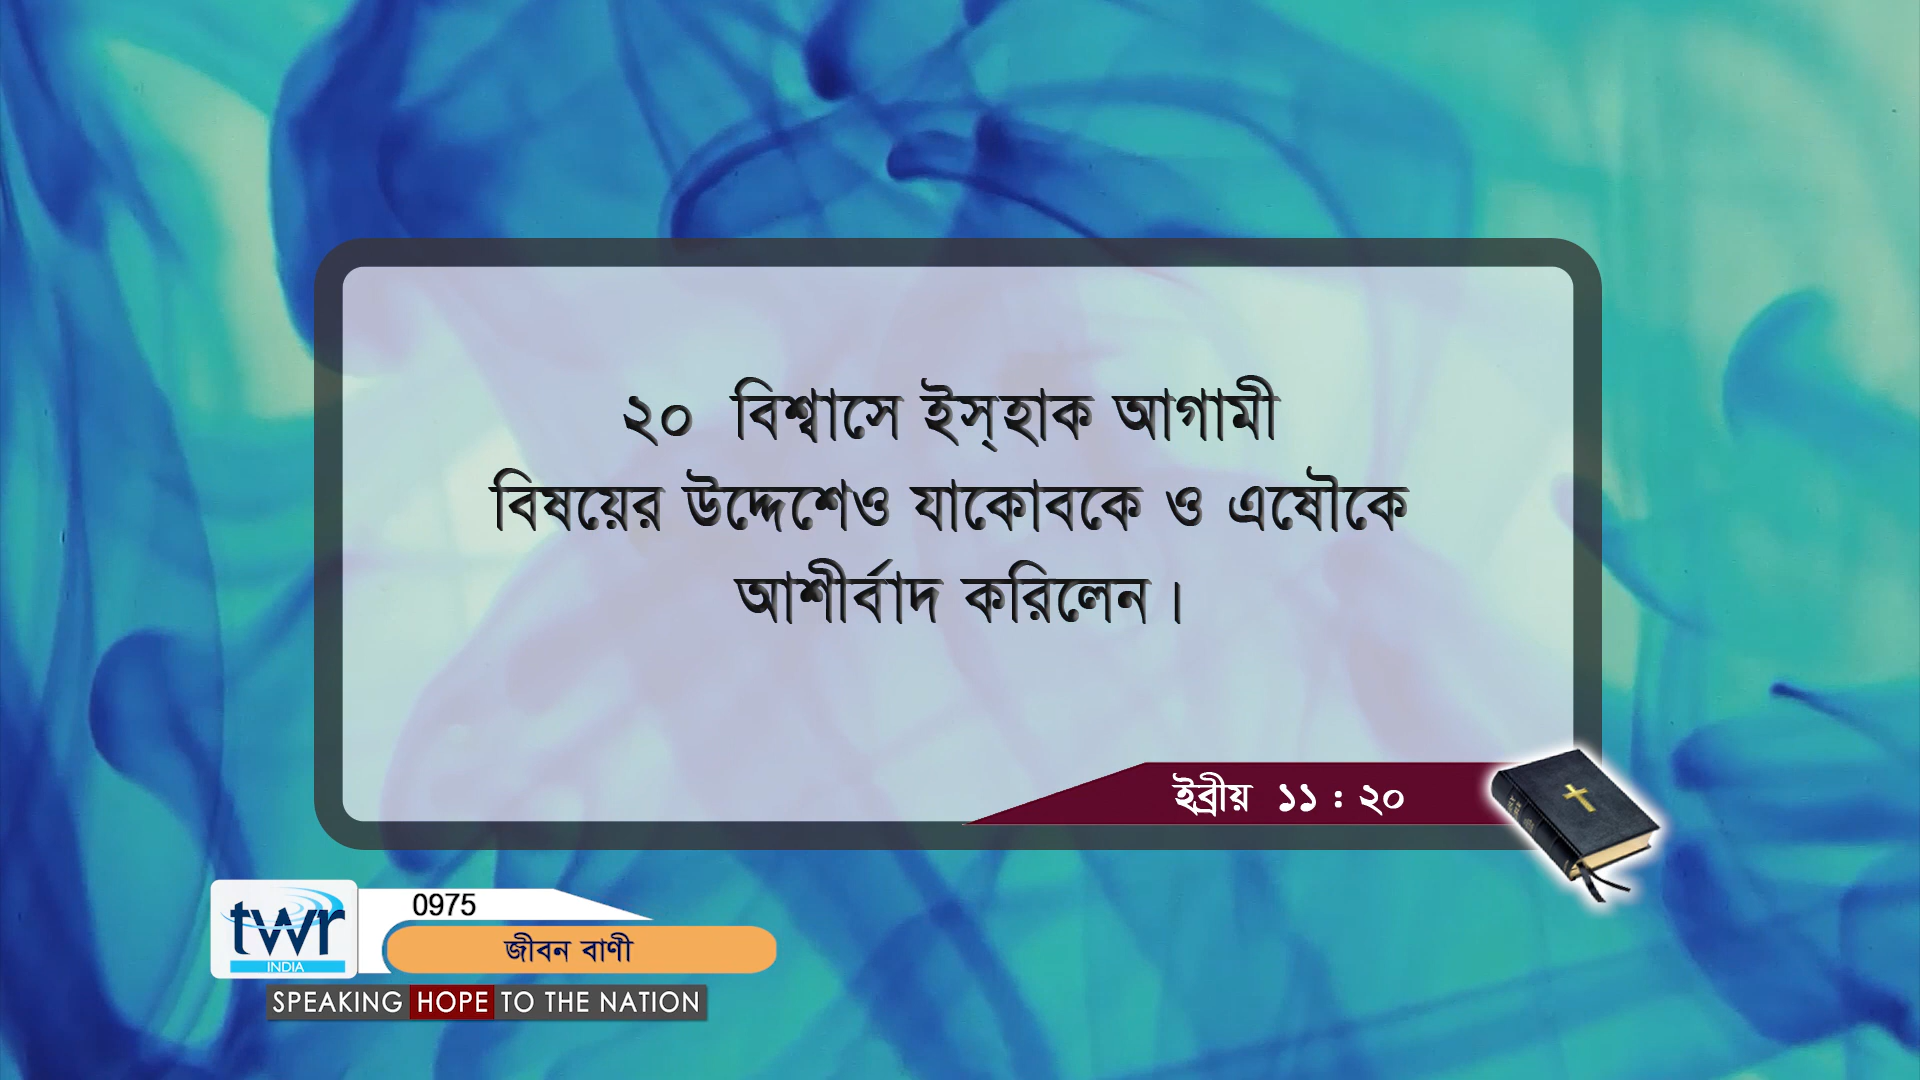 ২০ বিশ্বাসে ইস্‌হাক আগামী
বিষয়ের উদ্দেশেও যাকোবকে ও এষৌকে
আশীর্বাদ করিলেন।
ইব্রীয় ১১ : ২০
twr
INDIA
0975
জীবন বাণী
SPEAKING HOPE TO THE NATION